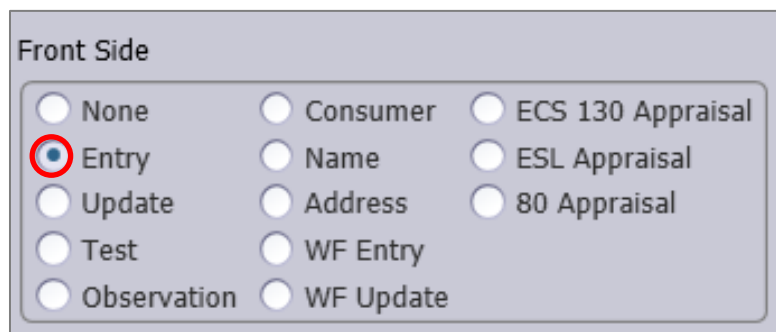 Front Side
None Consumer ECS 130 Appraisal
Entry Name ESL Appraisal
Update Address 80 Appraisal
Test WF Entry
Observation WF Update